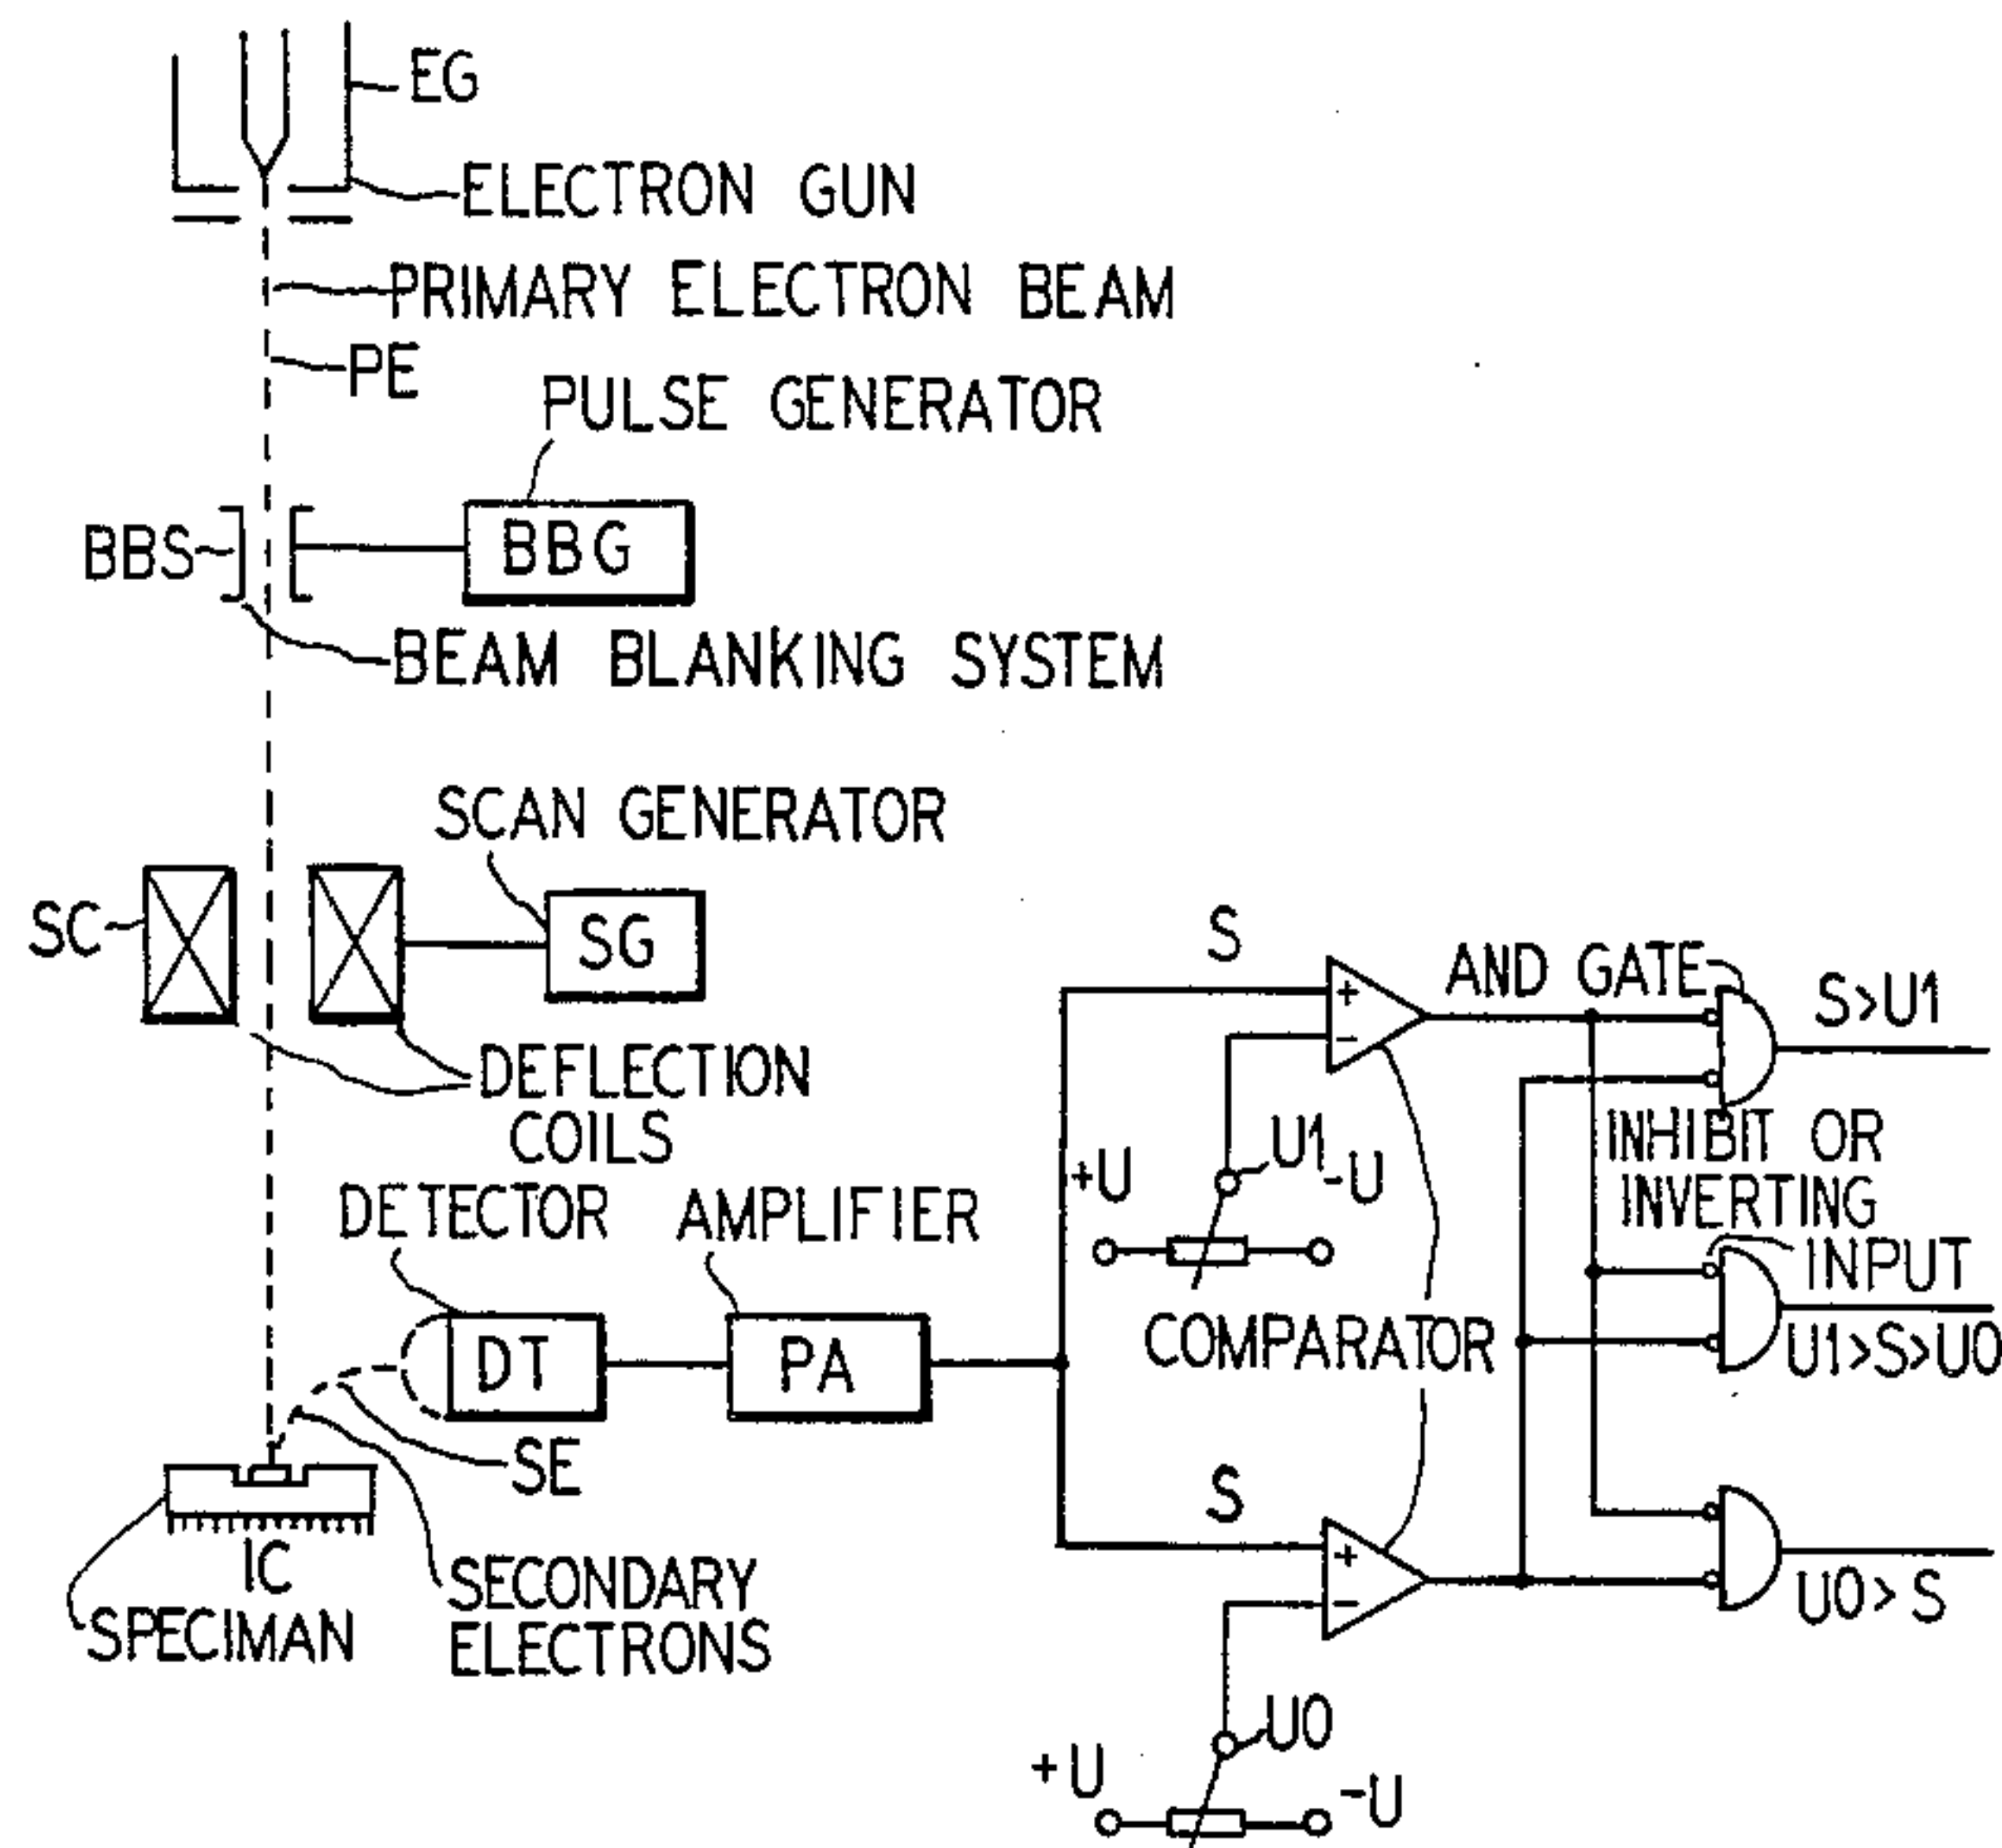 EG
ELECTRON GUN
PRIMARY ELECTRON BEAM
PE
PULSE GENERATOR
BBS
BBG
BEAM BLANKING SYSTEM
SCAN GENERATOR
SC
SG
DEFLECTION
COILS
S
+
-
AND GATE
S>U1
INHIBIT OR
INVERTING
INPUT
+U
U1
-U
DETECTOR
AMPLIFIER
DT
PA
COMPARATOR
U1>S>U0
SE
IC
SPECIMAN
SECONDARY
ELECTRONS
S
+
-
U0>S
U0
+U
-U